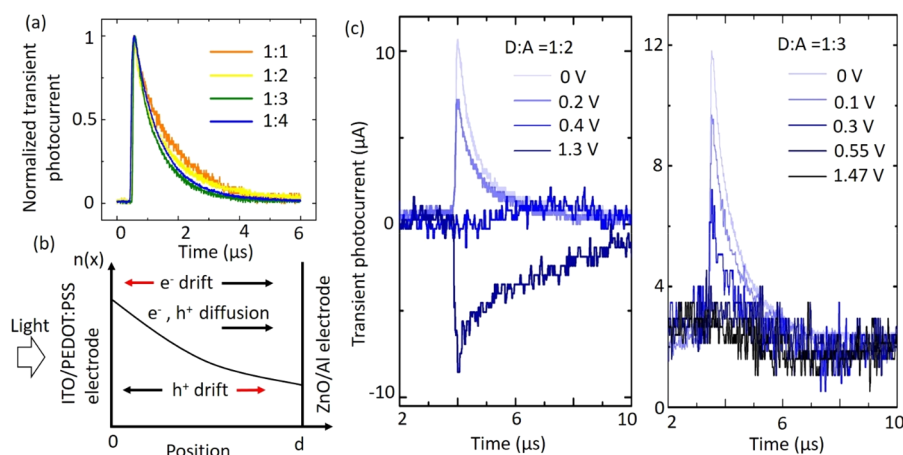 (a)
Normalized transient
photocurrent
1
0.5
0
1:1
1:2
1:3
1:4
0 2 4 6
Time (µs)
(b)
n(x)
Light
ITO/PEDOT:PSS
electrode
e⁻ drift
e⁻ , h⁺ diffusion
h⁺ drift
ZnO/Al electrode
0
Position
d
(c)
Transient photocurrent (µA)
10
0
-10
D:A =1:2
0 V
0.2 V
0.4 V
1.3 V
2 6 10
Time (µs)
12
8
4
0
D:A =1:3
0 V
0.1 V
0.3 V
0.55 V
1.47 V
2 6 10
Time (µs)